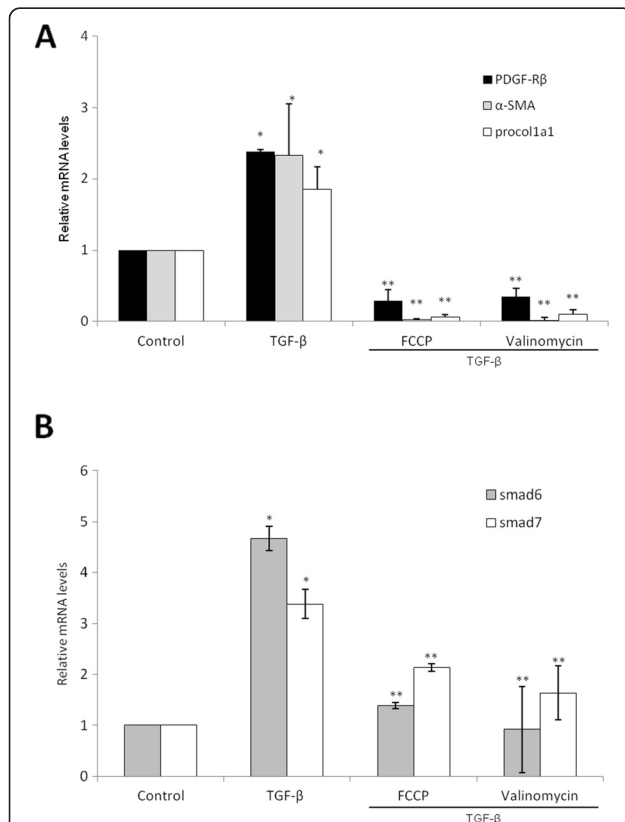 A
4
3
2
1
0
Relative mRNA levels
PDGF-Rβ
α-SMA
procol1a1
* * *
** ** ** ** ** **
Control TGF-β FCCP Valinomycin
TGF-β
B
6
5
4
3
2
1
0
Relative mRNA levels
smad6
smad7
* *
** ** ** **
Control TGF-β FCCP Valinomycin
TGF-β